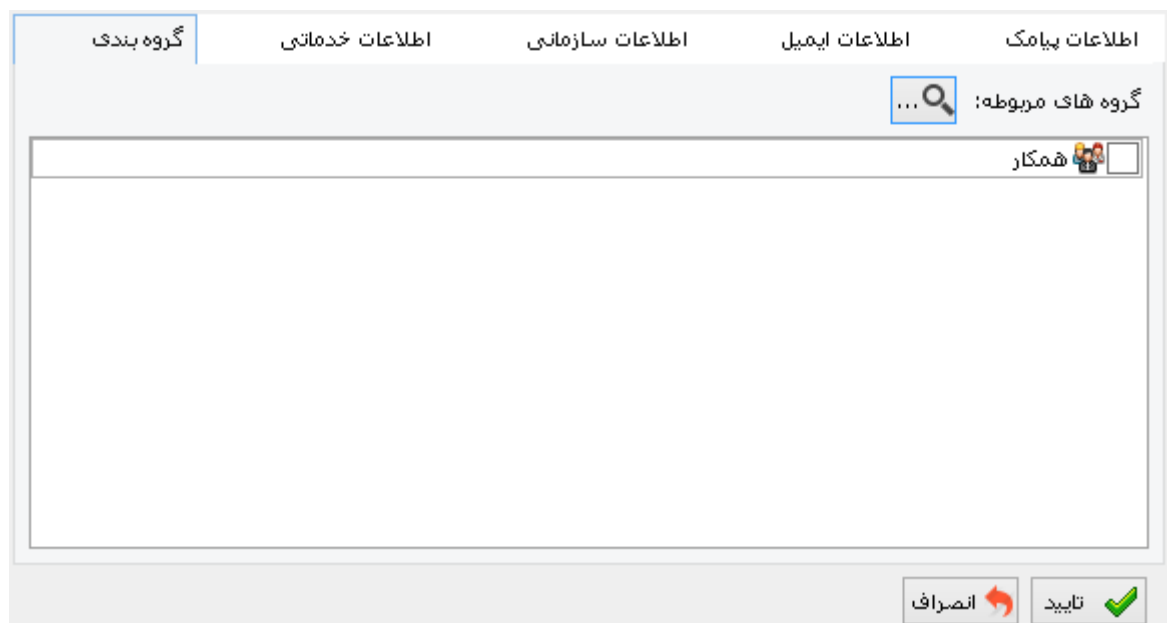 اطلاعات پیامک اطلاعات ایمیل اطلاعات سازمانی اطلاعات خدماتی گروه بندی
گروه های مربوطه: ...
همکار
تایید انصراف